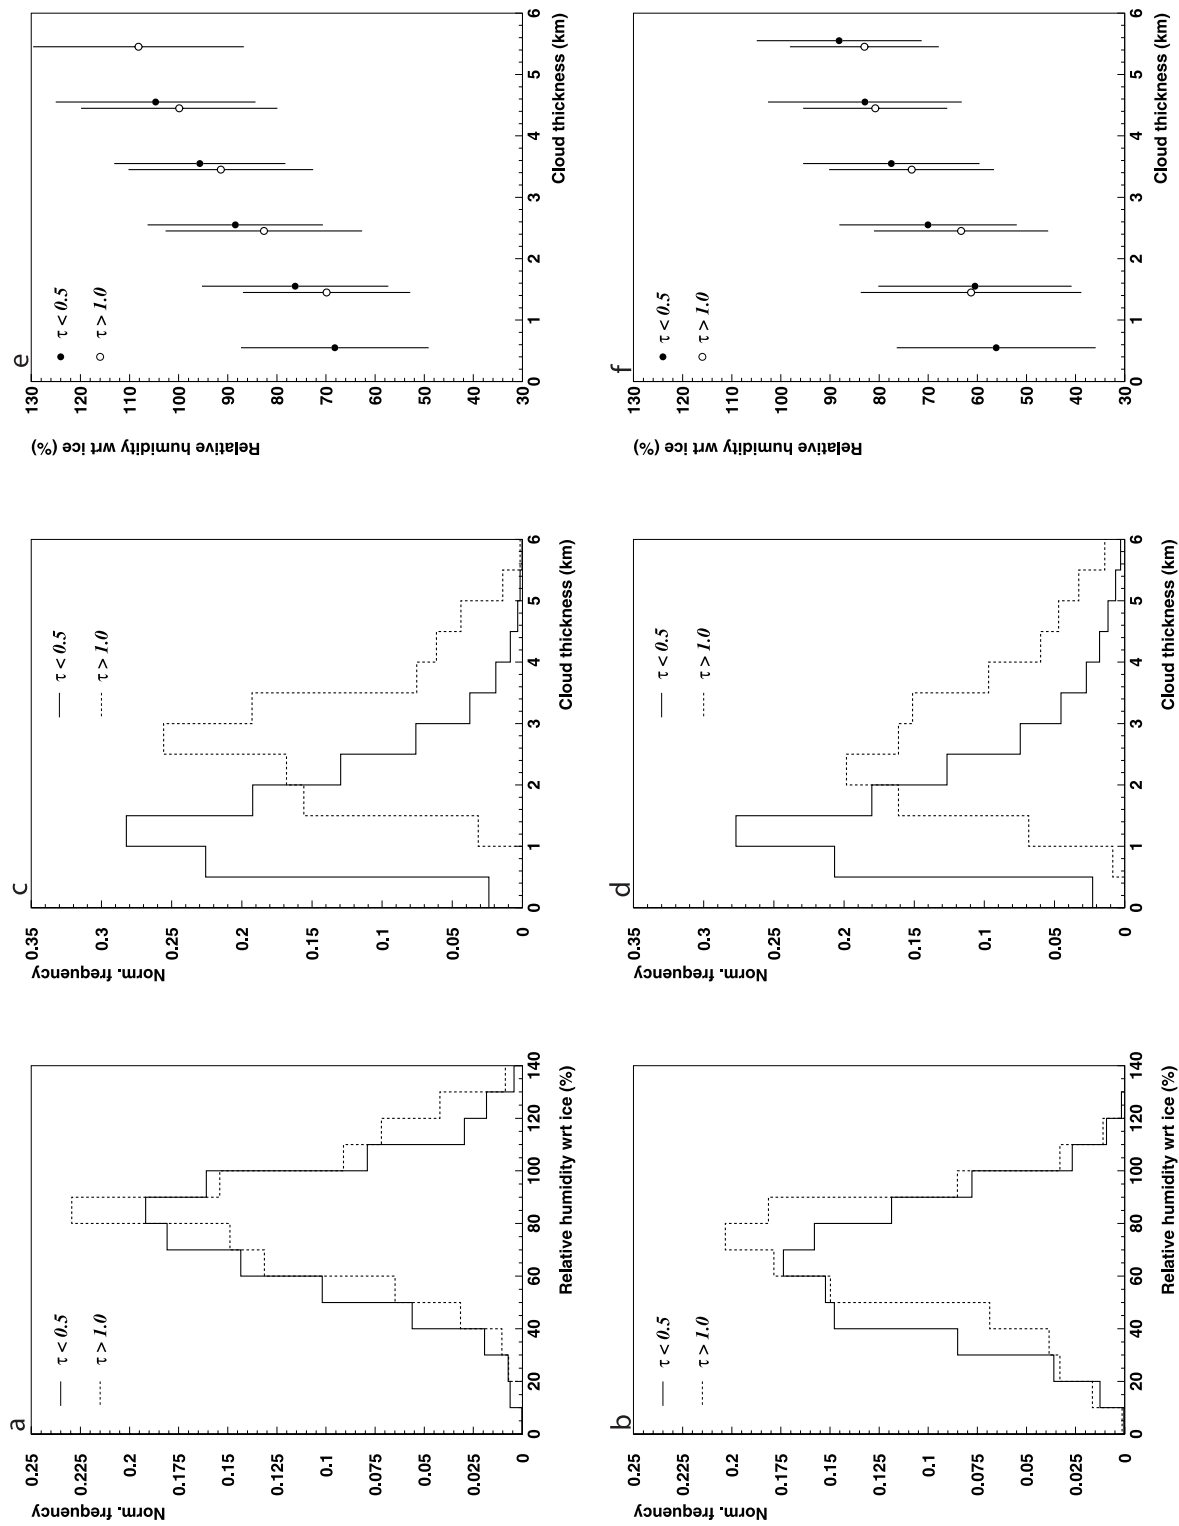 a
Norm. frequency
0.25
0.225
0.2
0.175
0.15
0.125
0.1
0.075
0.05
0.025
0
τ < 0.5
τ > 1.0
0 20 40 60 80 100 120 140
Relative humidity wrt ice (%)
c
Norm. frequency
0.35
0.3
0.25
0.2
0.15
0.1
0.05
0
τ < 0.5
τ > 1.0
0 1 2 3 4 5 6
Cloud thickness (km)
e
Relative humidity wrt ice (%)
130
120
110
100
90
80
70
60
50
40
30
τ < 0.5
τ > 1.0
0 1 2 3 4 5 6
Cloud thickness (km)
b
Norm. frequency
0.25
0.225
0.2
0.175
0.15
0.125
0.1
0.075
0.05
0.025
0
τ < 0.5
τ > 1.0
0 20 40 60 80 100 120 140
Relative humidity wrt ice (%)
d
Norm. frequency
0.35
0.3
0.25
0.2
0.15
0.1
0.05
0
τ < 0.5
τ > 1.0
0 1 2 3 4 5 6
Cloud thickness (km)
f
Relative humidity wrt ice (%)
130
120
110
100
90
80
70
60
50
40
30
τ < 0.5
τ > 1.0
0 1 2 3 4 5 6
Cloud thickness (km)